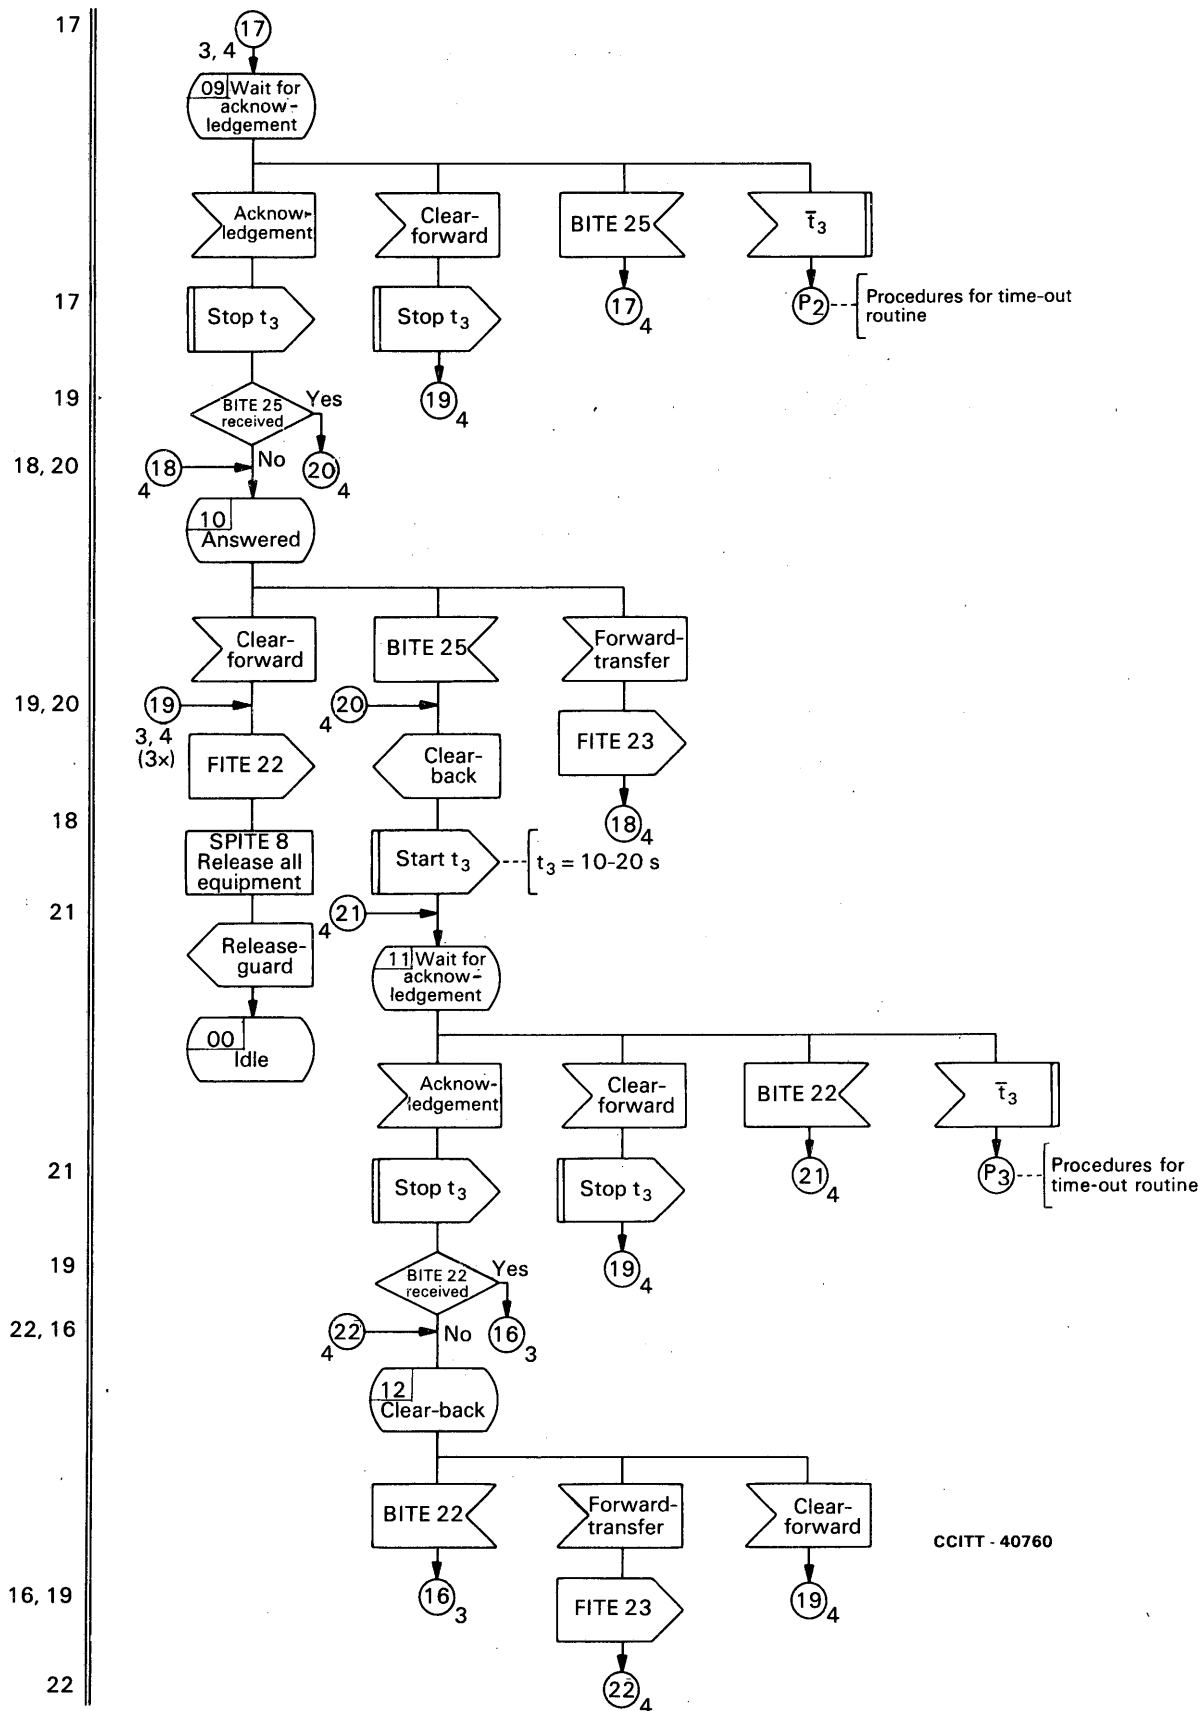 17
17
3, 4
09 Wait for
acknow-
ledgement
Acknow-
ledgement
Clear-
forward
BITE 25
t̄3
17
Stop t3
Stop t3
17
4
P2
Procedures for time-out
routine
19
BITE 25
received
Yes
19
4
18, 20
18
4
No
20
4
10
Answered
Clear-
forward
BITE 25
Forward-
transfer
19, 20
19
3, 4
(3x)
20
4
FITE 22
Clear-
back
FITE 23
18
18
4
SPITE 8
Release all
equipment
Start t3
t3 = 10-20 s
21
21
4
Release-
guard
11 Wait for
acknow-
ledgement
00
Idle
Acknow-
ledgement
Clear-
forward
BITE 22
t̄3
21
Stop t3
Stop t3
21
4
P3
Procedures for
time-out routine
19
BITE 22
received
Yes
19
4
22, 16
22
4
No
16
3
12
Clear-back
BITE 22
Forward-
transfer
Clear-
forward
CCITT - 40760
16, 19
16
3
FITE 23
19
4
22
22
4